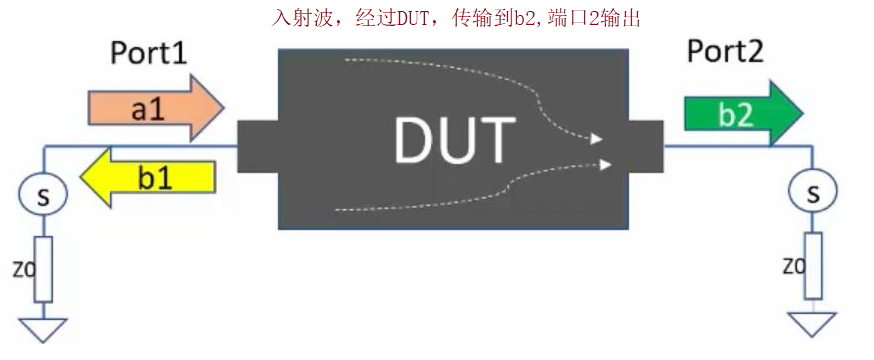 入射波，经过DUT，传输到b2,端口2输出
Port1
Port2
a1
b2
DUT
b1
S
S
Z0
Z0